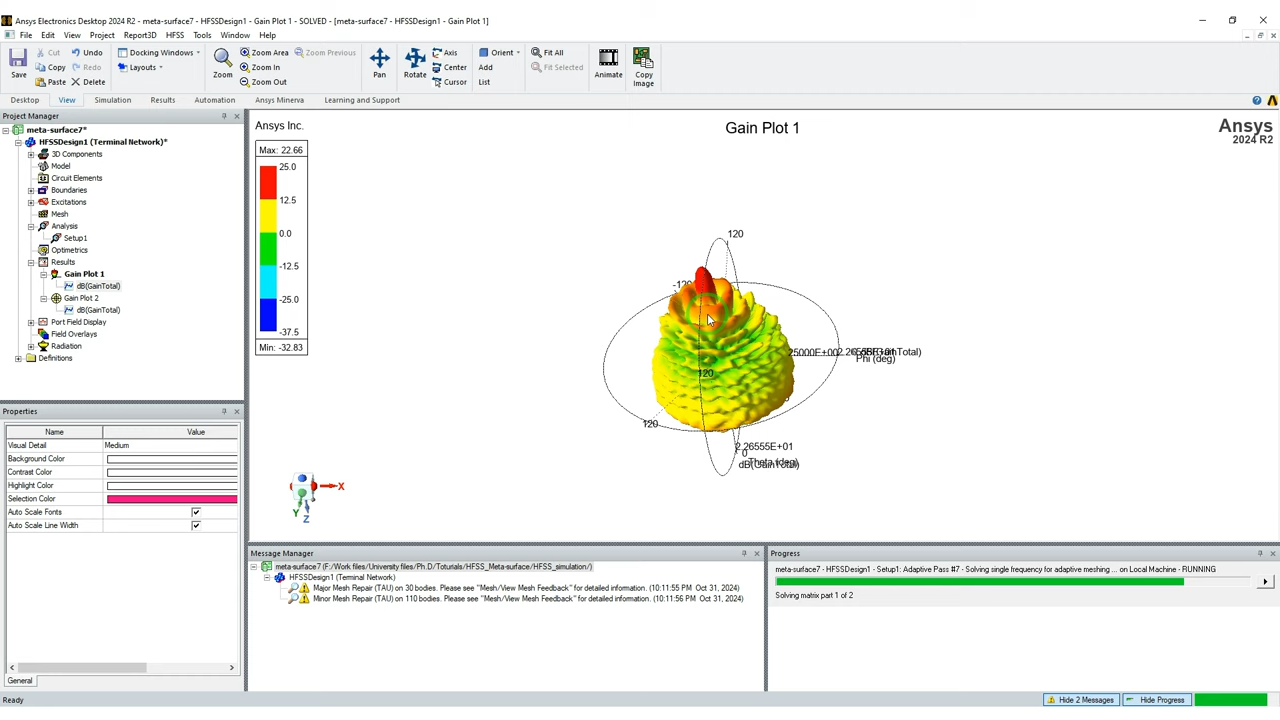 Ansys Electronics Desktop 2024 R2 - meta-surface7 - HFSSDesign1 - Gain Plot 1 - SOLVED - [meta-surface7 - HFSSDesign1 - Gain Plot 1]
File Edit View Project Report3D HFSS Tools Window Help
Save
Cut
Copy
Paste
Undo
Redo
Delete
Docking Windows
Layouts
Zoom
Zoom Area
Zoom In
Zoom Out
Zoom Previous
Pan
Rotate
Axis
Center
Cursor
Orient
Add
List
Fit All
Fit Selected
Animate
Copy Image
Desktop View Simulation Results Automation Ansys Minerva Learning and Support
Project Manager
meta-surface7*
HFSSDesign1 (Terminal Network)*
3D Components
Model
Circuit Elements
Boundaries
Excitations
Mesh
Analysis
Setup1
Optimetrics
Results
Gain Plot 1
dB(GainTotal)
Gain Plot 2
dB(GainTotal)
Port Field Display
Field Overlays
Radiation
Definitions
Properties
Name Value
Visual Detail Medium
Background Color
Contrast Color
Highlight Color
Selection Color
Auto Scale Fonts
Auto Scale Line Width
General
Ready
Ansys Inc.
Gain Plot 1
Ansys
2024 R2
Max: 22.66
25.0
12.5
0.0
-12.5
-25.0
-37.5
Min: -32.83
120
-120
Phi (deg)
120
120
2.26555E+01
0
X
Y
Z
Message Manager
meta-surface7 (F:/Work files/University files/Ph.D/Toturials/HFSS_Meta-surface/HFSS_simulation/)
HFSSDesign1 (Terminal Network)
Major Mesh Repair (TAU) on 30 bodies. Please see "Mesh/View Mesh Feedback" for detailed information. (10:11:55 PM Oct 31, 2024)
Minor Mesh Repair (TAU) on 110 bodies. Please see "Mesh/View Mesh Feedback" for detailed information. (10:11:56 PM Oct 31, 2024)
Progress
meta-surface7 - HFSSDesign1 - Setup1: Adaptive Pass #7 - Solving single frequency for adaptive meshing ... on Local Machine - RUNNING
Solving matrix part 1 of 2
Hide 2 Messages
Hide Progress